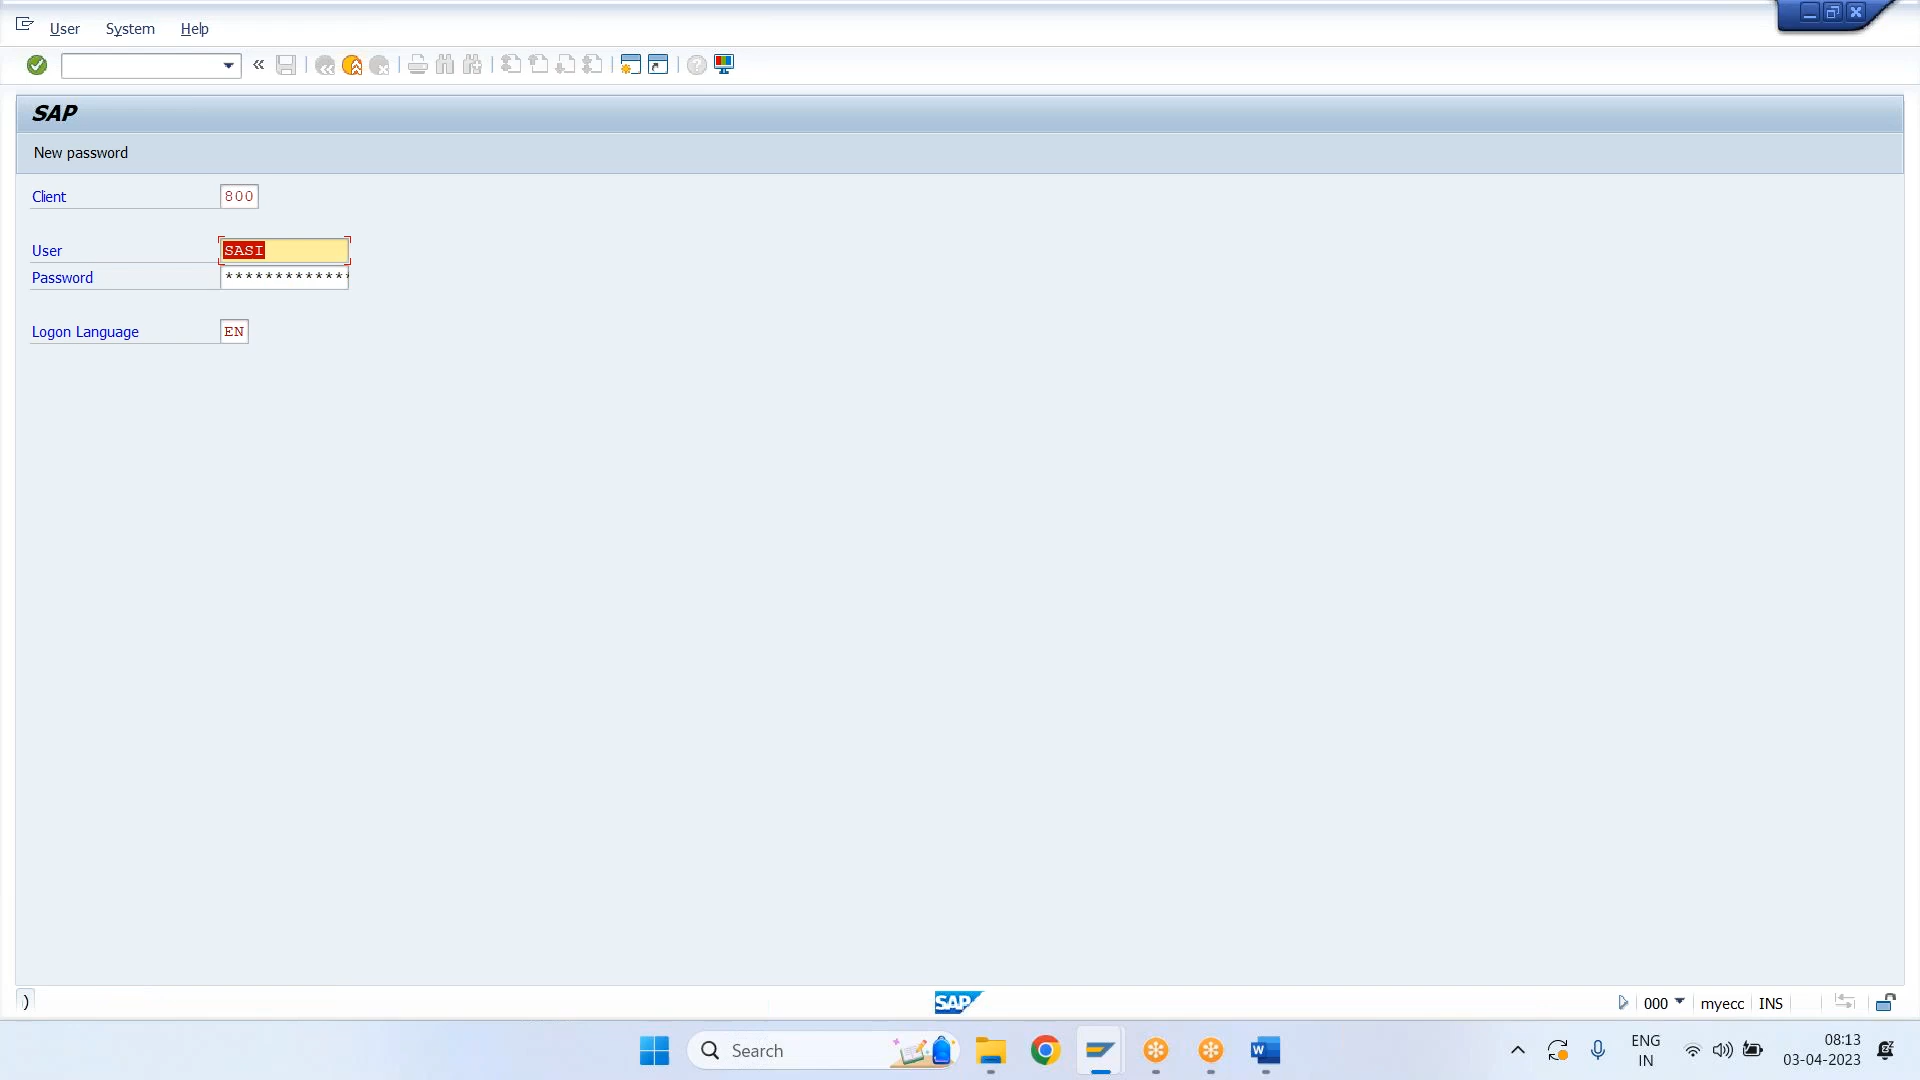 User System Help
SAP
New password
Client 800
User SASI
Password *************
Logon Language EN
)
SAP
000 myecc INS
Search
W
ENG
IN
08:13
03-04-2023